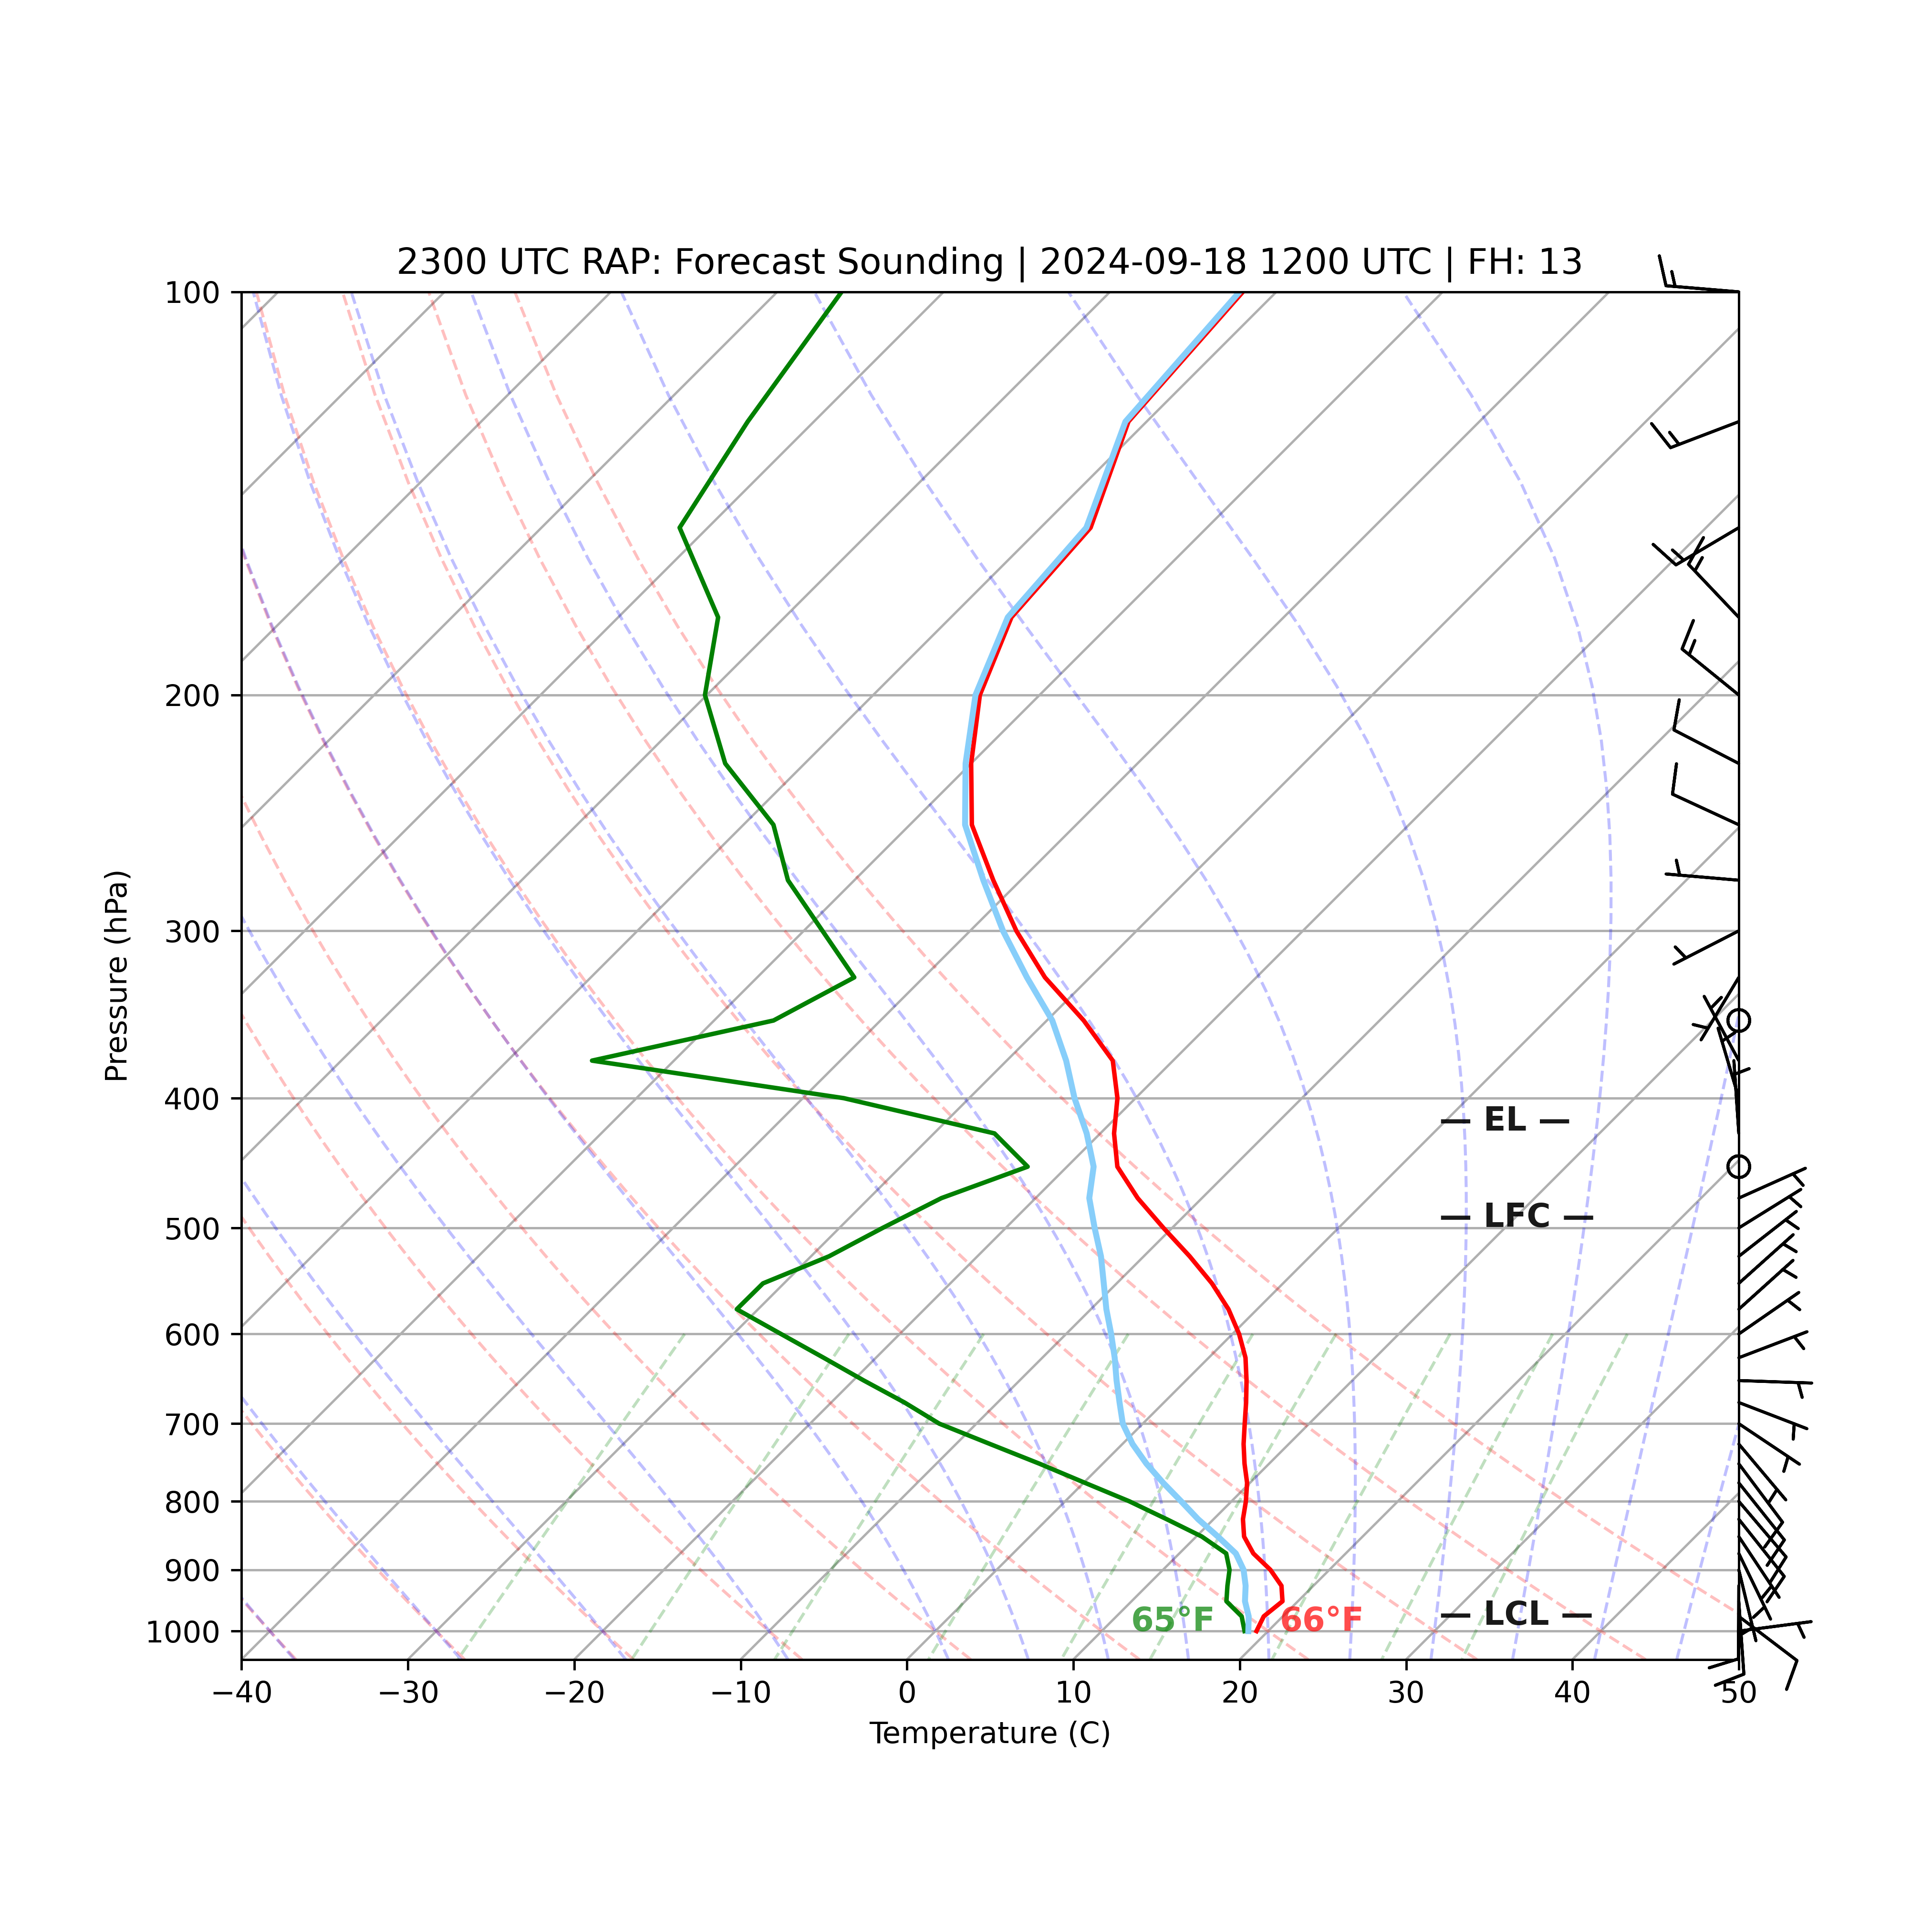 2300 UTC RAP: Forecast Sounding | 2024-09-18 1200 UTC | FH: 13
100
200
300
400
500
600
700
800
900
1000
Pressure (hPa)
— EL —
— LFC —
— LCL —
65°F
66°F
−40
−30
−20
−10
0
10
20
30
40
50
Temperature (C)